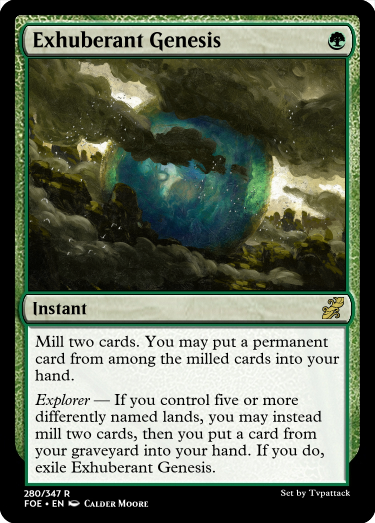 Exhuberant Genesis
Instant
Mill two cards. You may put a permanent
card from among the milled cards into your
hand.
Explorer — If you control five or more
differently named lands, you may instead
mill two cards, then you put a card from
your graveyard into your hand. If you do,
exile Exhuberant Genesis.
280/347 R
FOE • EN Calder Moore
Set by Tvpattack